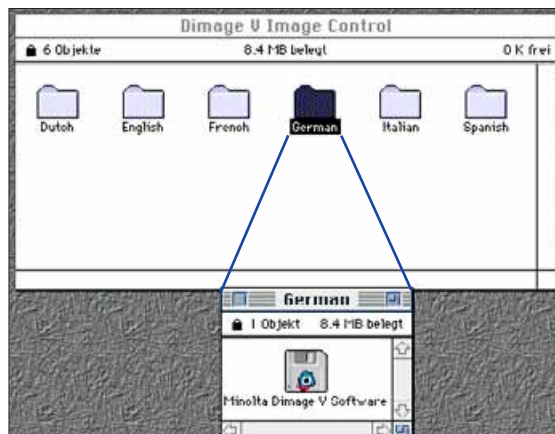 Dimage V Image Control
6 Objekte 8.4 MB belegt 0 K frei
Dutch English French German Italian Spanish
German
1 Objekt 8.4 MB belegt
Minolta Dimage V Software